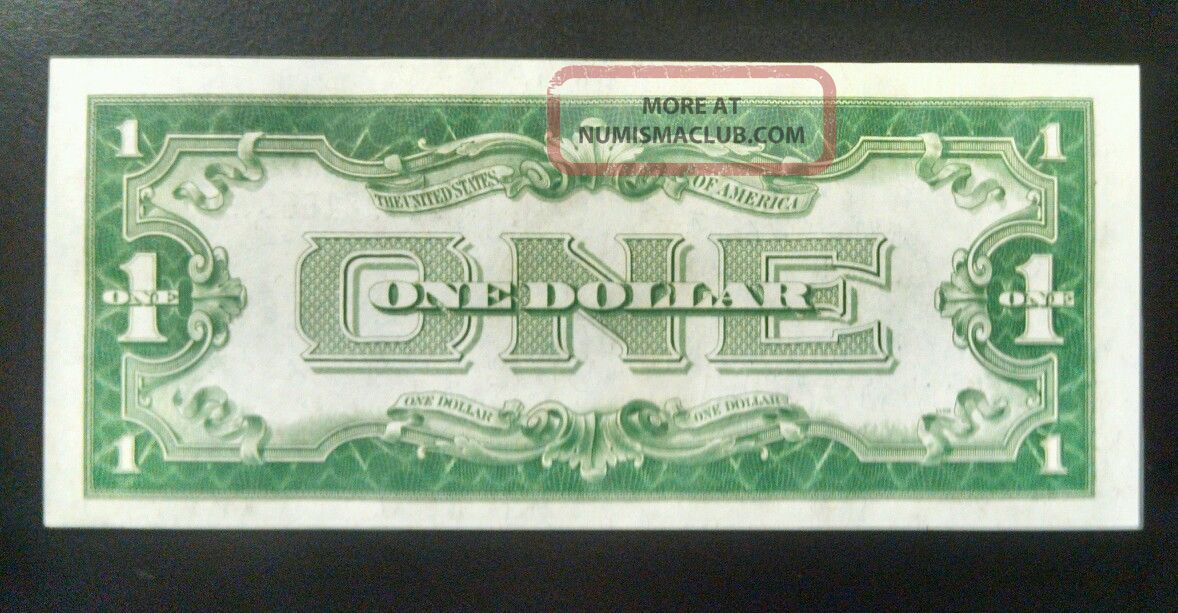 MORE AT
NUMISMACLUB.COM
1
1
THE UNITED STATES
OF AMERICA
ONE
1
ONE
ONE DOLLAR
1
ONE
ONE DOLLAR
ONE DOLLAR
1
1